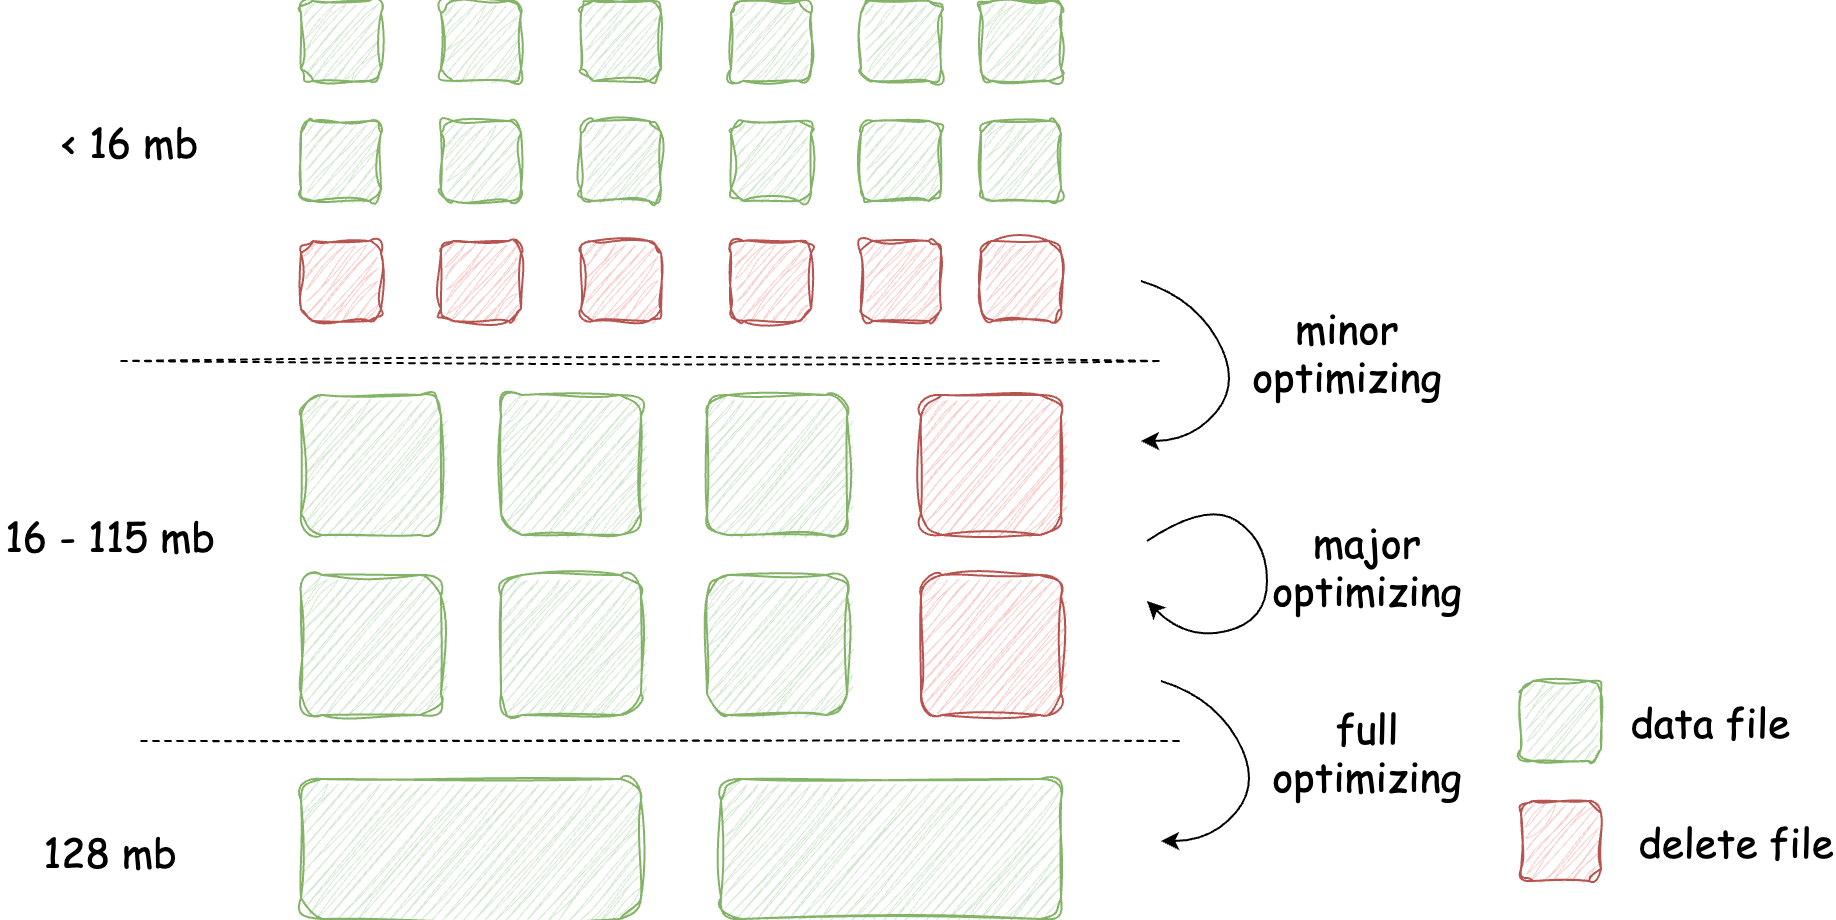 < 16 mb
minor
optimizing
16 - 115 mb
major
optimizing
full
optimizing
data file
128 mb
delete file